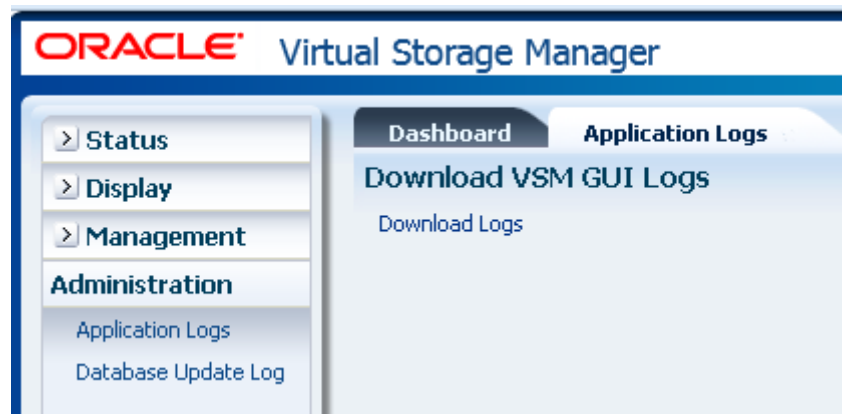 ORACLE Virtual Storage Manager
Status
Display
Management
Administration
Application Logs
Database Update Log
Dashboard
Application Logs
Download VSM GUI Logs
Download Logs